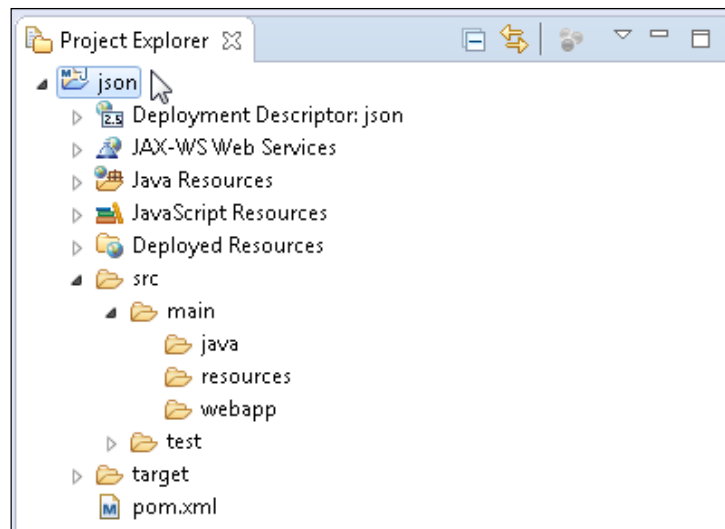 Project Explorer
json
Deployment Descriptor: json
JAX-WS Web Services
Java Resources
JavaScript Resources
Deployed Resources
src
main
java
resources
webapp
test
target
pom.xml